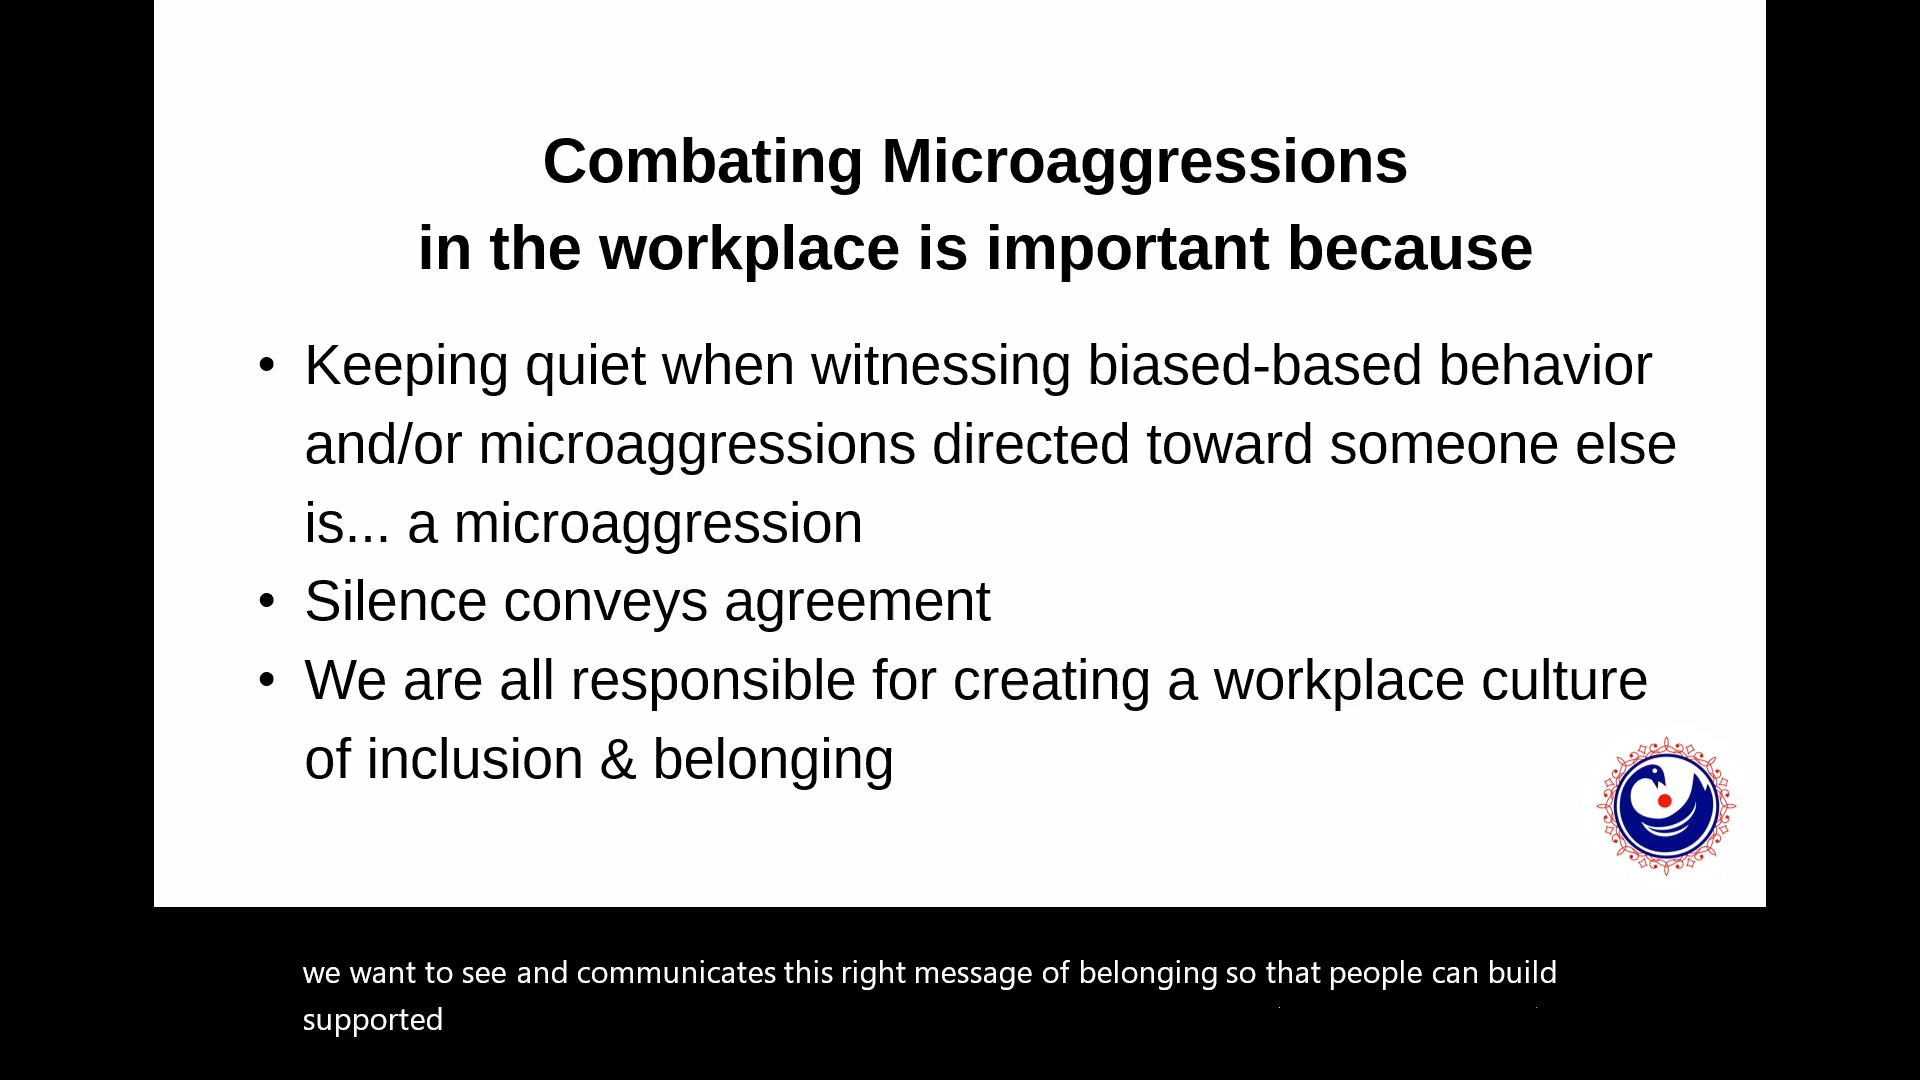 Combating Microaggressions
in the workplace is important because
• Keeping quiet when witnessing biased-based behavior
and/or microaggressions directed toward someone else
is... a microaggression
• Silence conveys agreement
• We are all responsible for creating a workplace culture
of inclusion & belonging
we want to see and communicates this right message of belonging so that people can build
supported